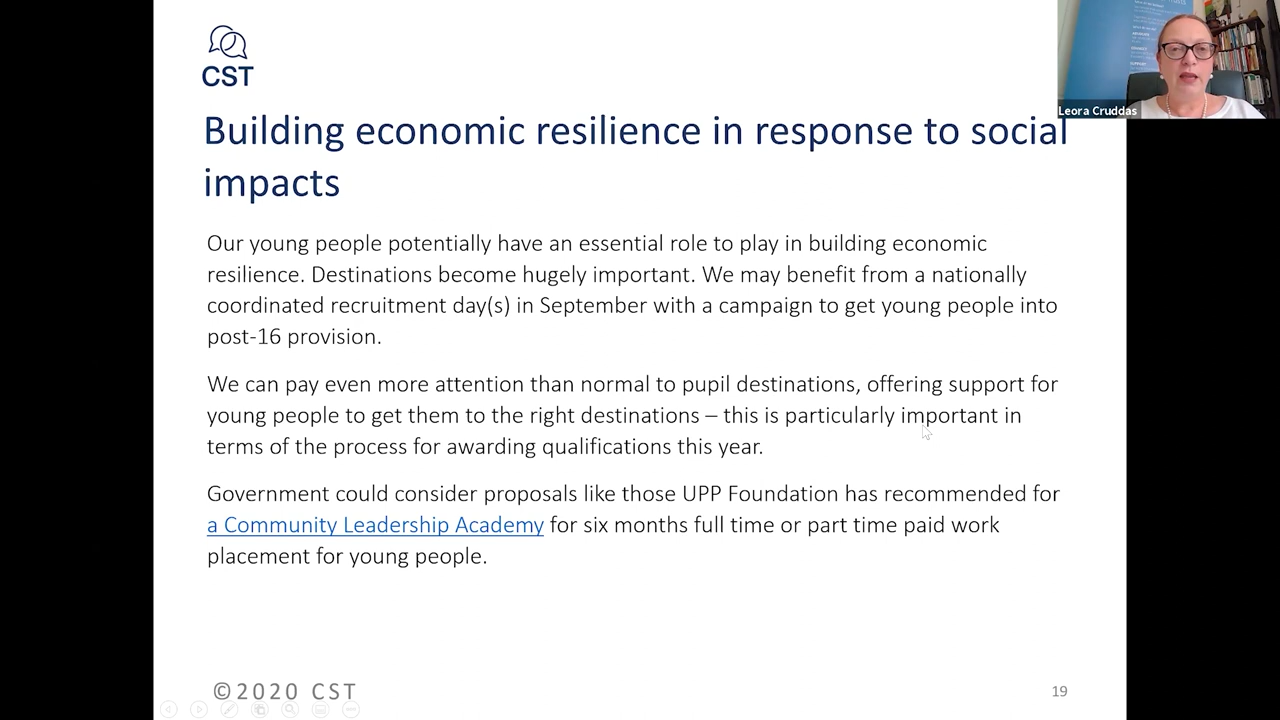 CST
Leora Cruddas
Building economic resilience in response to social
impacts
Our young people potentially have an essential role to play in building economic
resilience. Destinations become hugely important. We may benefit from a nationally
coordinated recruitment day(s) in September with a campaign to get young people into
post-16 provision.
We can pay even more attention than normal to pupil destinations, offering support for
young people to get them to the right destinations – this is particularly important in
terms of the process for awarding qualifications this year.
Government could consider proposals like those UPP Foundation has recommended for
a Community Leadership Academy for six months full time or part time paid work
placement for young people.
©2020 CST
19